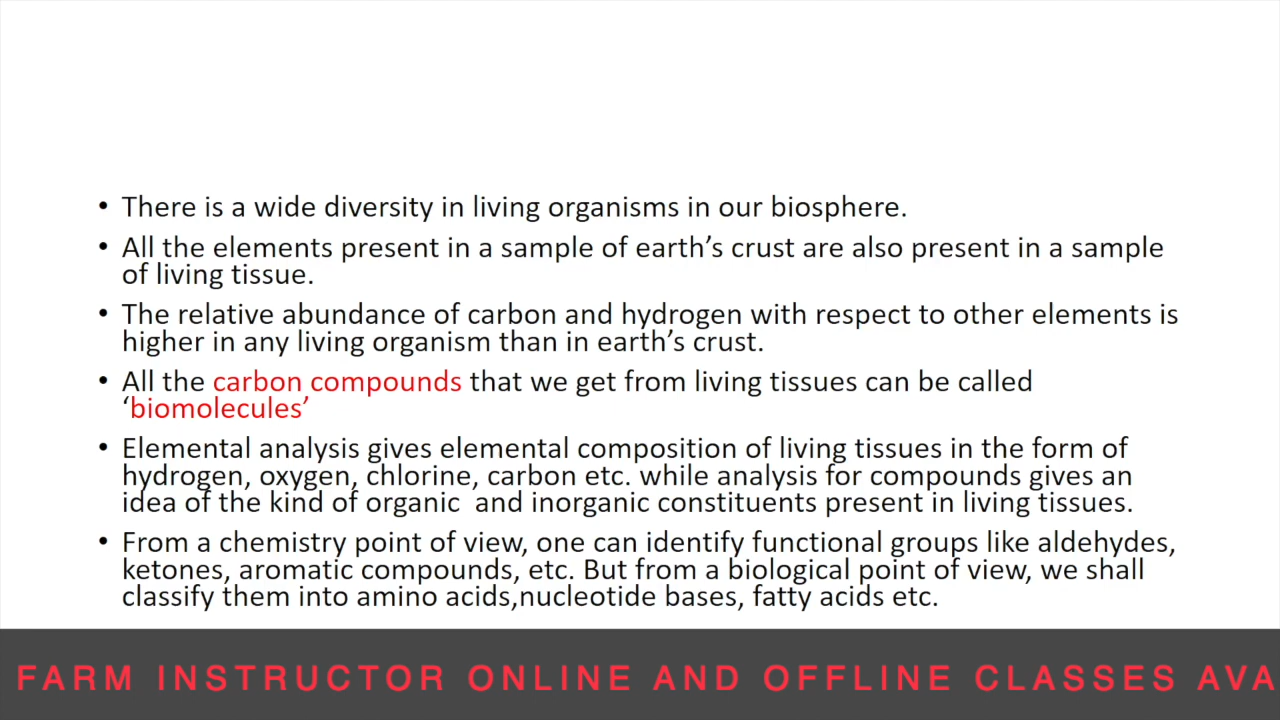 • There is a wide diversity in living organisms in our biosphere.
• All the elements present in a sample of earth’s crust are also present in a sample
of living tissue.
• The relative abundance of carbon and hydrogen with respect to other elements is
higher in any living organism than in earth’s crust.
• All the carbon compounds that we get from living tissues can be called
‘biomolecules’
• Elemental analysis gives elemental composition of living tissues in the form of
hydrogen, oxygen, chlorine, carbon etc. while analysis for compounds gives an
idea of the kind of organic  and inorganic constituents present in living tissues.
• From a chemistry point of view, one can identify functional groups like aldehydes,
ketones, aromatic compounds, etc. But from a biological point of view, we shall
classify them into amino acids,nucleotide bases, fatty acids etc.
FARM INSTRUCTOR ONLINE AND OFFLINE CLASSES AVA